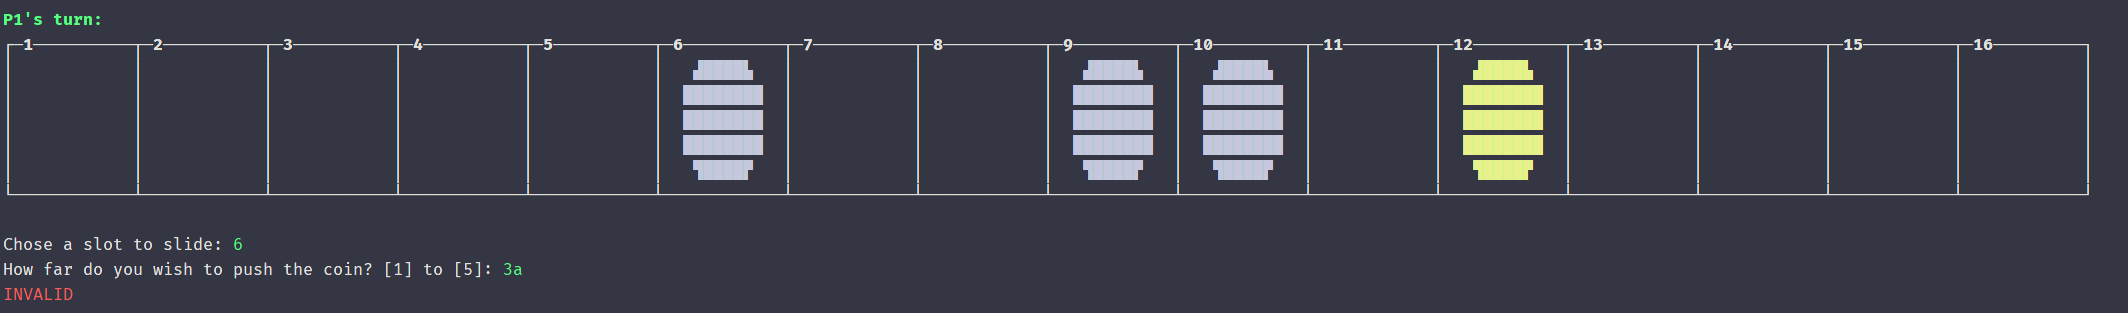 P1's turn:
1 2 3 4 5 6 7 8 9 10 11 12 13 14 15 16
Chose a slot to slide: 6
How far do you wish to push the coin? [1] to [5]: 3a
INVALID